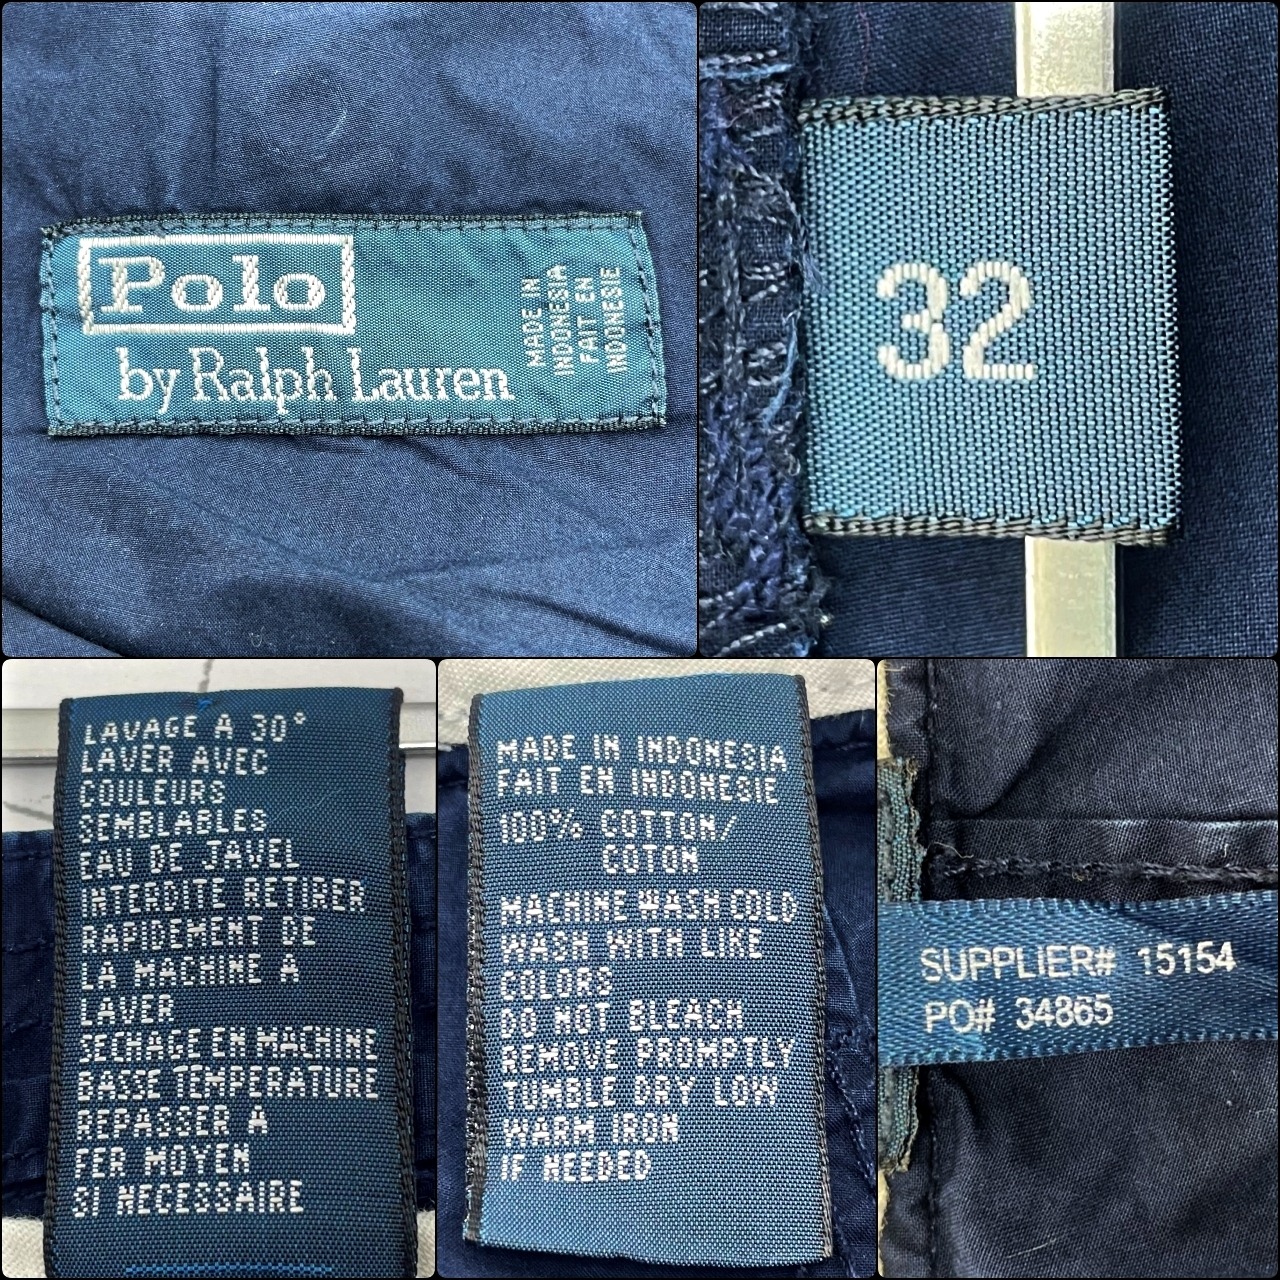 Polo
by Ralph Lauren
MADE IN
INDONESIA
FAIT EN
INDONESIE
32
LAVAGE A 30°
LAVER AVEC
COULEURS
SEMBLABLES
EAU DE JAVEL
INTERDITE RETIRER
RAPIDEMENT DE
LA MACHINE A
LAVER
SECHAGE EN MACHINE
BASSE TEMPERATURE
REPASSER A
FER MOYEN
SI NECESSAIRE
MADE IN INDONESIA
FAIT EN INDONESIE
100% COTTON/
COTON
MACHINE WASH COLD
WASH WITH LIKE
COLORS
DO NOT BLEACH
REMOVE PROMPTLY
TUMBLE DRY LOW
WARM IRON
IF NEEDED
SUPPLIER# 15154
PO# 34865